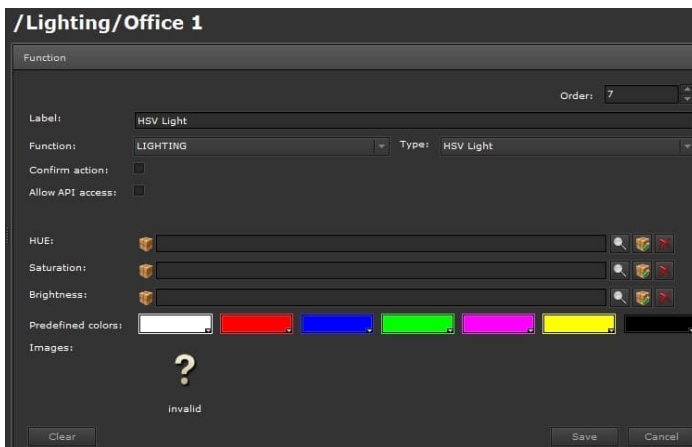 /Lighting/Office 1
Function
Order: 7
Label: HSV Light
Function: LIGHTING Type: HSV Light
Confirm action:
Allow API access:
HUE:
Saturation:
Brightness:
Predefined colors:
Images:
?
invalid
Clear Save Cancel